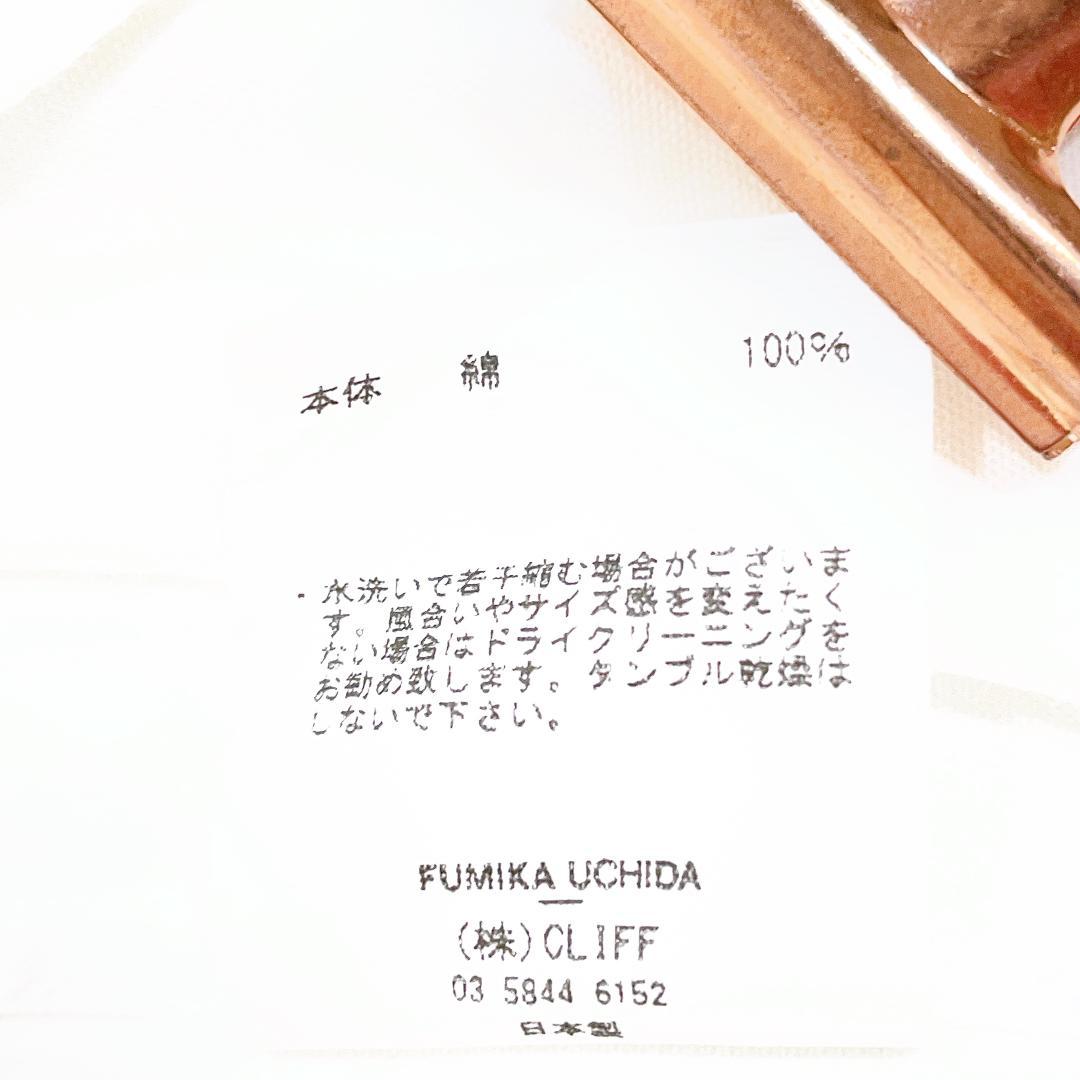 本体 綿 100%
・水洗いで若干縮む場合がございま
す。風合いやサイズ感を変えたく
ない場合はドライクリーニングを
お勧め致します。タンブル乾燥は
しないで下さい。
FUMIKA UCHIDA
(株)CLIFF
03 5844 6152
日本製